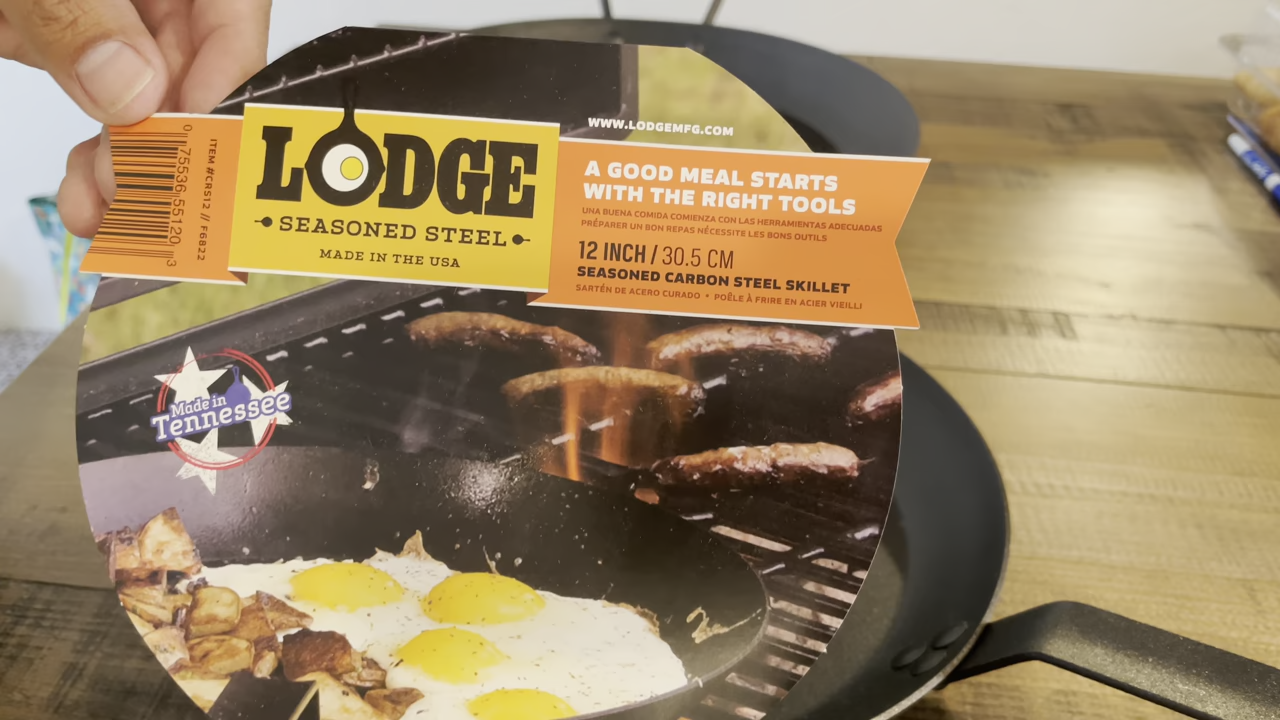 WWW.LODGEMFG.COM
0 75536 55120 3
ITEM #CRS12 // F6822
LODGE
SEASONED STEEL
MADE IN THE USA
A GOOD MEAL STARTS
WITH THE RIGHT TOOLS
UNA BUENA COMIDA COMIENZA CON LAS HERRAMIENTAS ADECUADAS
PRÉPARER UN BON REPAS NÉCESSITE LES BONS OUTILS
12 INCH / 30.5 CM
SEASONED CARBON STEEL SKILLET
SARTÉN DE ACERO CURADO • POÊLE À FRIRE EN ACIER VIEILLI
Made in
Tennessee